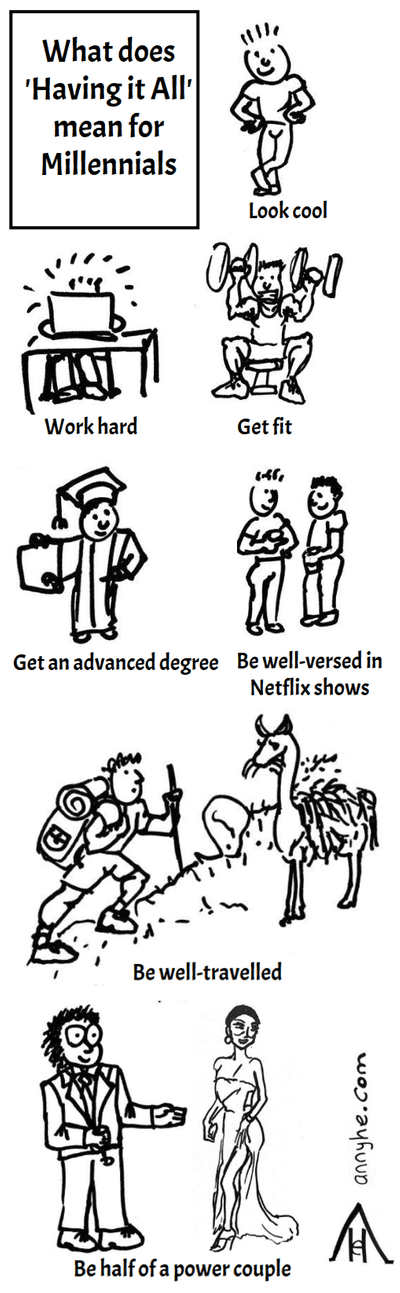 What does
'Having it All'
mean for
Millennials
Look cool
Work hard
Get fit
Get an advanced degree
Be well-versed in
Netflix shows
Be well-travelled
Be half of a power couple
annyhe.com